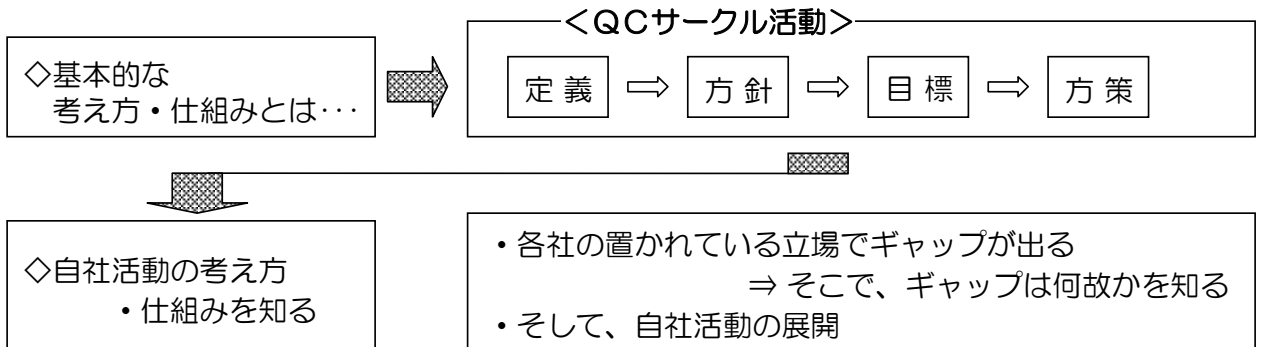 ＜ＱＣサークル活動＞
◇基本的な
考え方・仕組みとは･･･
定 義 ⇨ 方 針 ⇨ 目 標 ⇨ 方 策
◇自社活動の考え方
・仕組みを知る
・各社の置かれている立場でギャップが出る
⇒ そこで、ギャップは何故かを知る
・そして、自社活動の展開